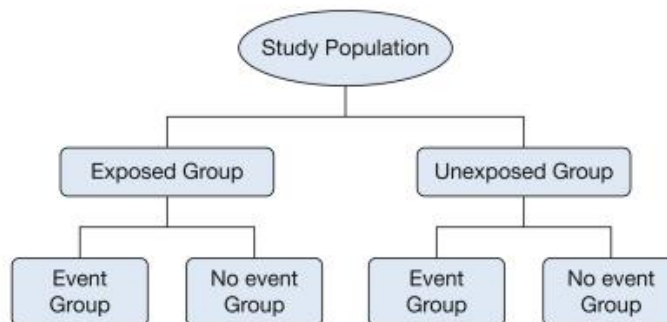 Study Population
Exposed Group
Unexposed Group
Event
Group
No event
Group
Event
Group
No event
Group